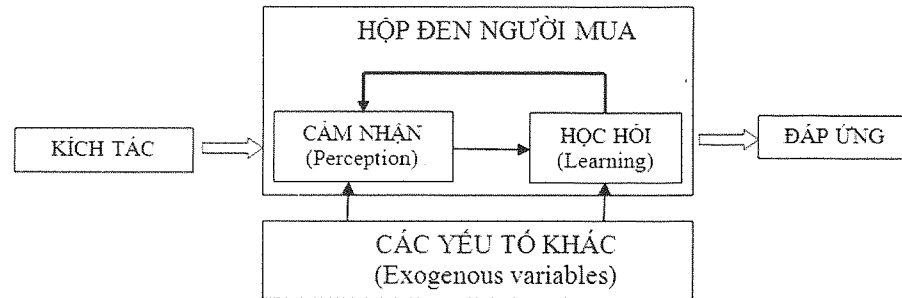 HỘP ĐEN NGƯỜI MUA
KÍCH TÁC
CẢM NHẬN
(Perception)
HỌC HỎI
(Learning)
ĐÁP ỨNG
CÁC YẾU TỐ KHÁC
(Exogenous variables)